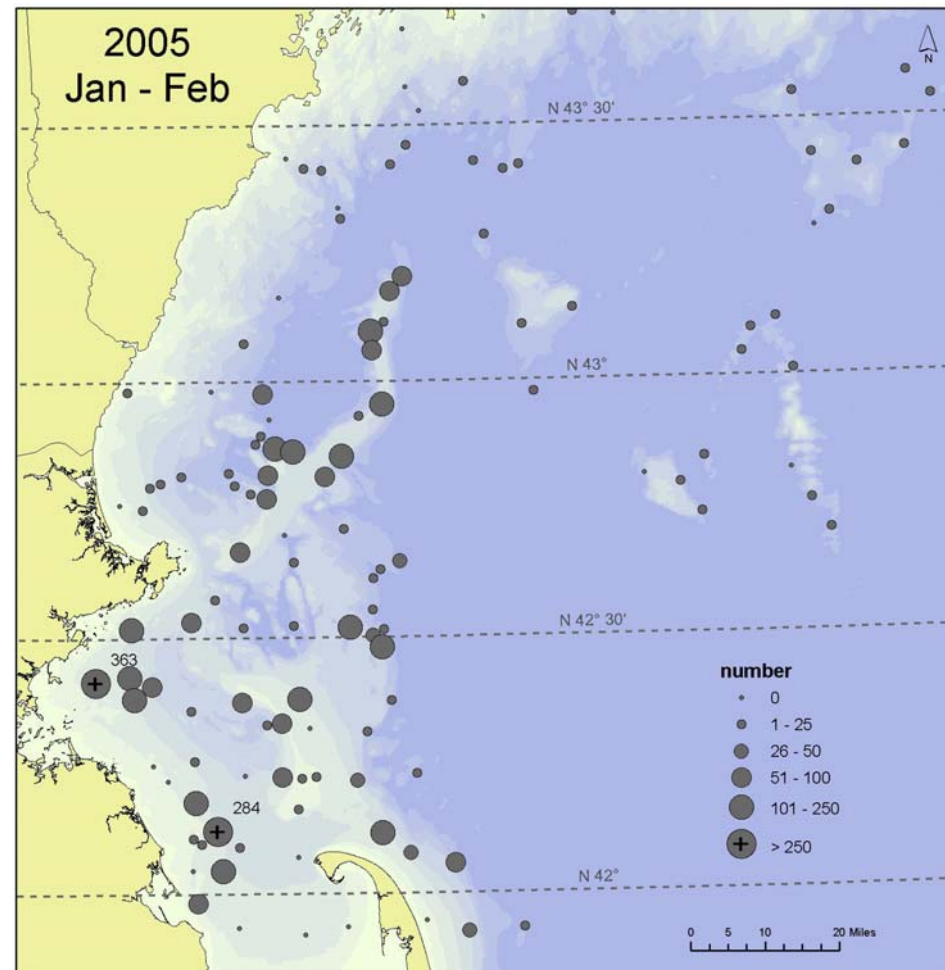 2005
Jan - Feb
N
N 43° 30'
N 43°
N 42° 30'
363
284
N 42°
number
0
1 - 25
26 - 50
51 - 100
101 - 250
> 250
0 5 10 20 Miles